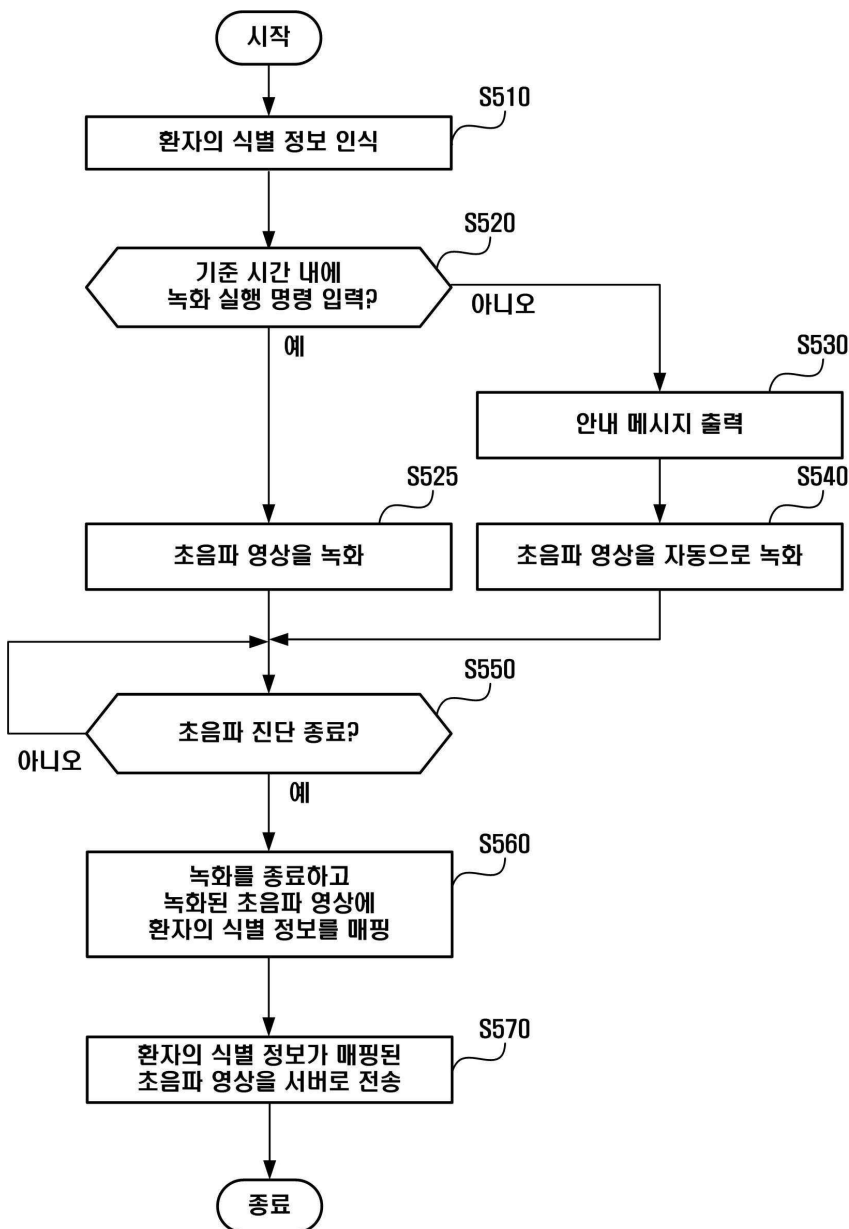 시작
S510
환자의 식별 정보 인식
S520
기준 시간 내에
녹화 실행 명령 입력?
아니오
예
S530
안내 메시지 출력
S525
S540
초음파 영상을 녹화
초음파 영상을 자동으로 녹화
S550
초음파 진단 종료?
아니오
예
S560
녹화를 종료하고
녹화된 초음파 영상에
환자의 식별 정보를 매핑
S570
환자의 식별 정보가 매핑된
초음파 영상을 서버로 전송
종료